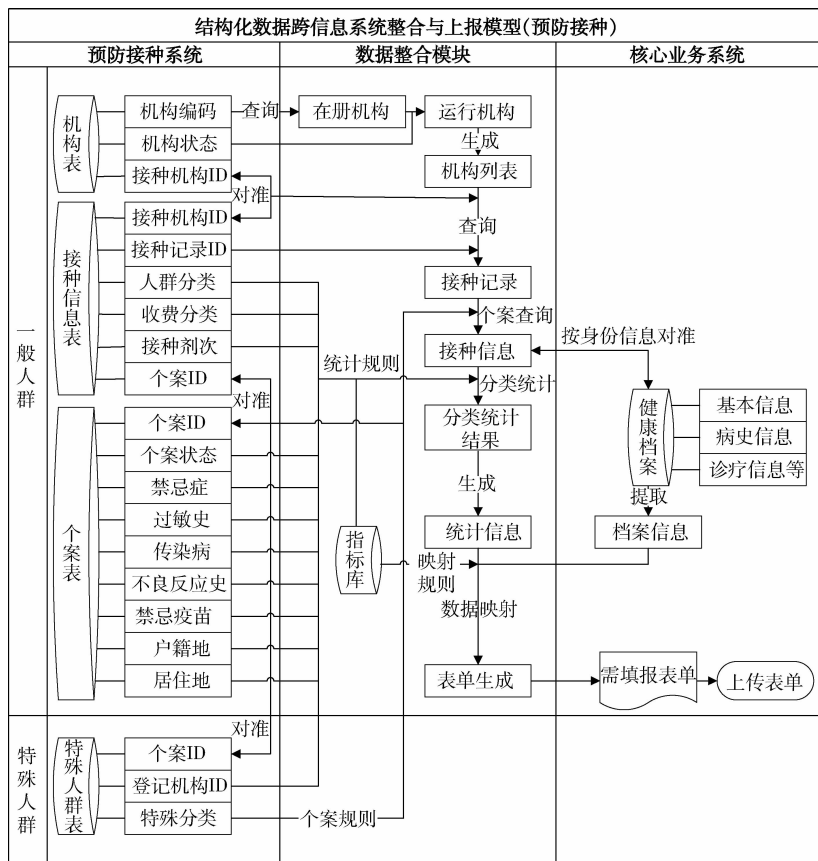 结构化数据跨信息系统整合与上报模型(预防接种)
预防接种系统
数据整合模块
核心业务系统
一般人群
机构表
机构编码
机构状态
接种机构ID
查询
在册机构
运行机构
生成
机构列表
对准
接种信息表
接种机构ID
接种记录ID
人群分类
收费分类
接种剂次
个案ID
查询
接种记录
个案查询
接种信息
按身份信息对准
统计规则
分类统计
对准
个案表
个案ID
个案状态
禁忌症
过敏史
传染病
不良反应史
禁忌疫苗
户籍地
居住地
分类统计
结果
生成
统计信息
指标库
映射
规则
数据映射
表单生成
健康档案
基本信息
病史信息
诊疗信息等
提取
档案信息
需填报表单
上传表单
特殊人群
对准
特殊人群表
个案ID
登记机构ID
特殊分类
个案规则